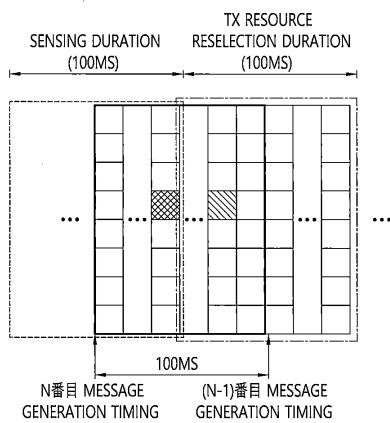 SENSING DURATION
(100MS)
TX RESOURCE
RESELECTION DURATION
(100MS)
100MS
N番目 MESSAGE
GENERATION TIMING
(N-1)番目 MESSAGE
GENERATION TIMING